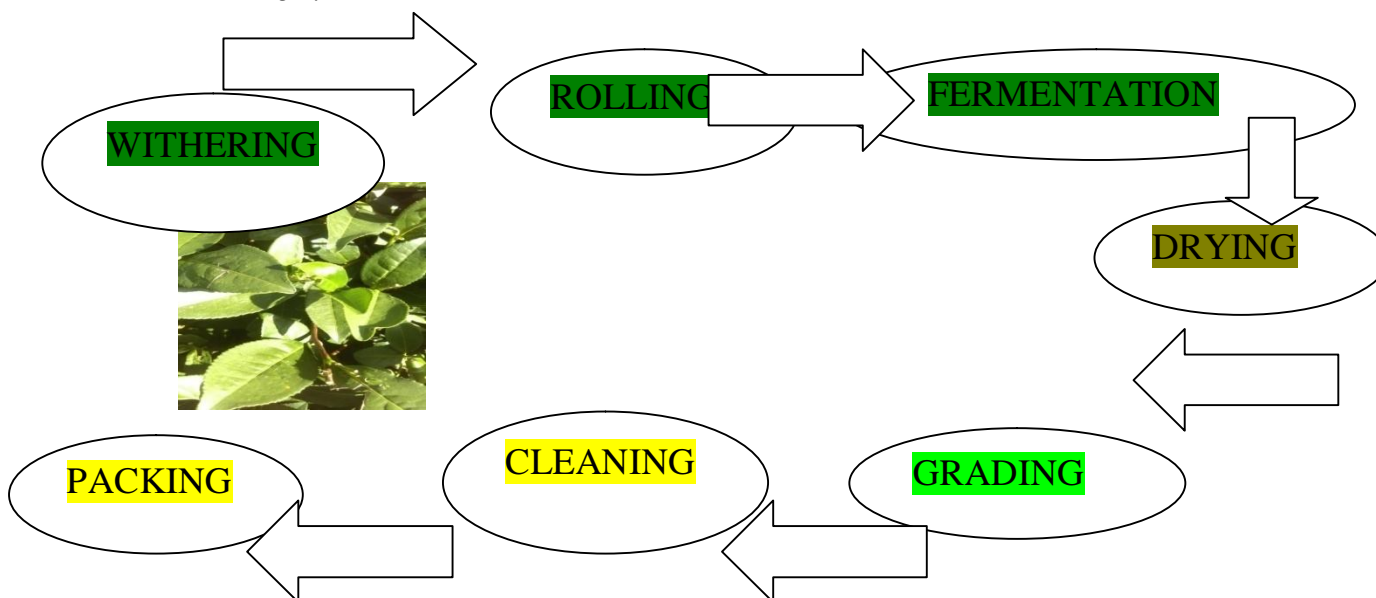 WITHERING
ROLLING
FERMENTATION
DRYING
GRADING
CLEANING
PACKING